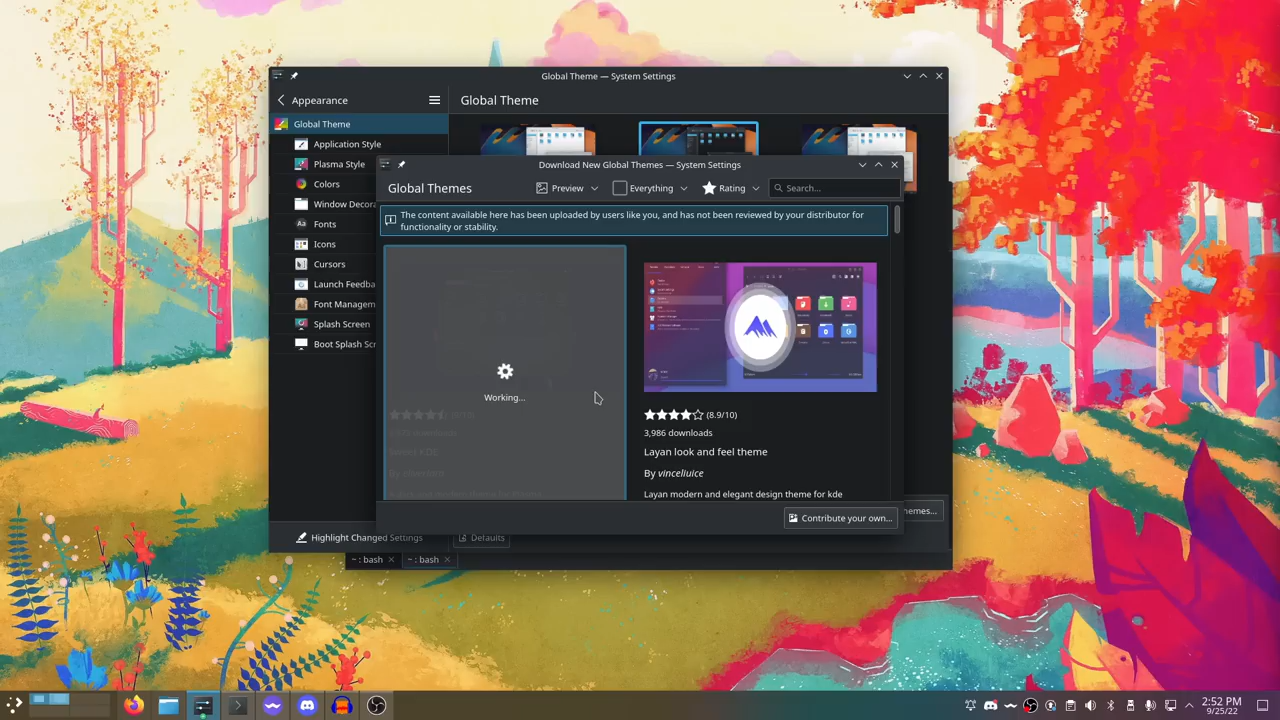 Global Theme — System Settings
Appearance
Global Theme
Global Theme
Application Style
Plasma Style
Colors
Window Decora
Fonts
Icons
Cursors
Launch Feedba
Font Managem
Splash Screen
Boot Splash Scr
Highlight Changed Settings
Defaults
Download New Global Themes — System Settings
Global Themes
Preview
Everything
Rating
Search...
The content available here has been uploaded by users like you, and has not been reviewed by your distributor for
functionality or stability.
Working...
(8.9/10)
3,986 downloads
Layan look and feel theme
By vinceliuice
Layan modern and elegant design theme for kde
Contribute your own...
hemes...
~ : bash
~ : bash
2:52 PM
9/25/22